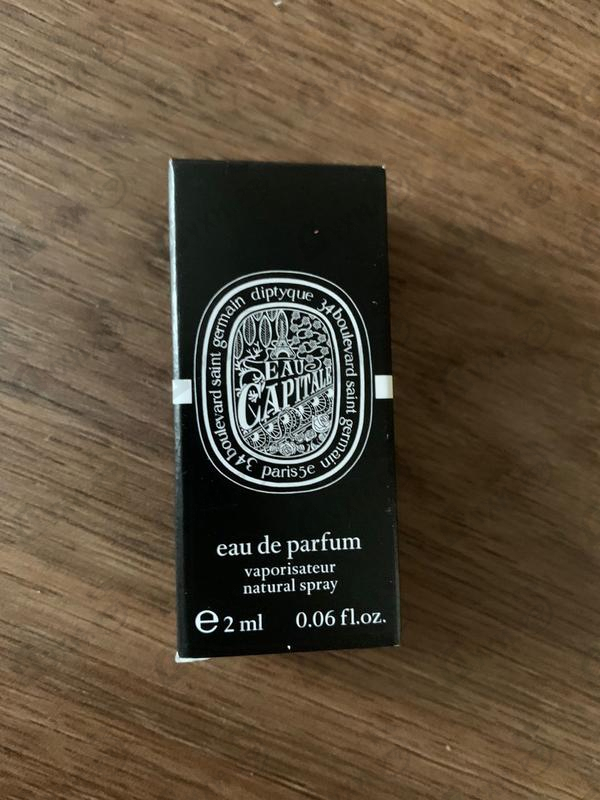 34 boulevard saint germain diptyque 34 boulevard saint germain
paris 5e
EAU
CAPITALE
eau de parfum
vaporisateur
natural spray
e 2 ml 0.06 fl.oz.